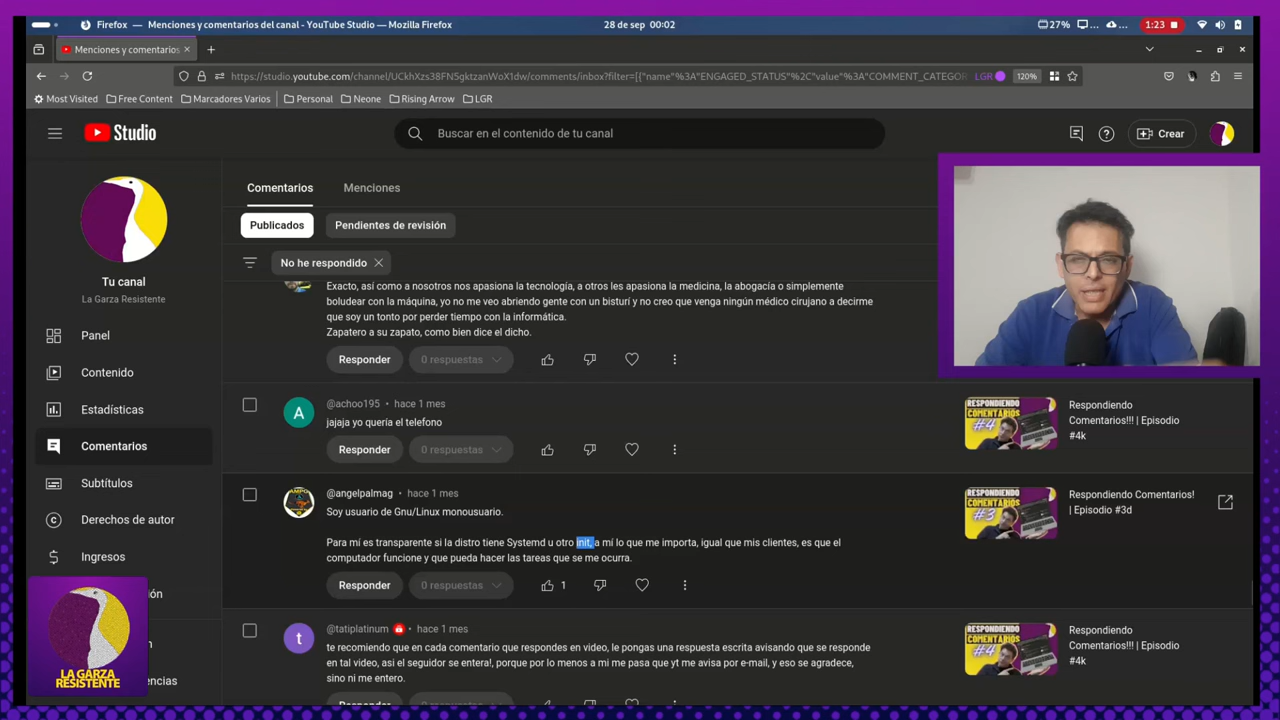 Firefox — Menciones y comentarios del canal - YouTube Studio — Mozilla Firefox
28 de sep 00:02
27%
1:23
Menciones y comentarios
https://studio.youtube.com/channel/UCkhXzs38FN5gktzanWoX1dw/comments/inbox?filter=[{"name"%3A"ENGAGED_STATUS"%2C"value"%3A"COMMENT_CATEGOR
LGR
120%
Most Visited
Free Content
Marcadores Varios
Personal
Neone
Rising Arrow
LGR
Studio
Buscar en el contenido de tu canal
Crear
Tu canal
La Garza Resistente
Panel
Contenido
Estadísticas
Comentarios
Subtítulos
Derechos de autor
Ingresos
LA GARZA
RESISTENTE
Comentarios
Menciones
Publicados
Pendientes de revisión
No he respondido
Exacto, así como a nosotros nos apasiona la tecnología, a otros les apasiona la medicina, la abogacía o simplemente
boludear con la máquina, yo no me veo abriendo gente con un bisturí y no creo que venga ningún médico cirujano a decirme
que soy un tonto por perder tiempo con la informática.
Zapatero a su zapato, como bien dice el dicho.
Responder
0 respuestas
A
@achoo195 • hace 1 mes
jajaja yo quería el telefono
Responder
0 respuestas
RESPONDIENDO
COMENTARIOS
#4
Respondiendo
Comentarios!!! | Episodio
#4k
@angelpalmag • hace 1 mes
Soy usuario de Gnu/Linux monousuario.
Para mí es transparente si la distro tiene Systemd u otro init, a mí lo que me importa, igual que mis clientes, es que el
computador funcione y que pueda hacer las tareas que se me ocurra.
Responder
0 respuestas
1
RESPONDIENDO
COMENTARIOS
#3
Respondiendo Comentarios!
| Episodio #3d
t
@tatiplatinum • hace 1 mes
te recomiendo que en cada comentario que respondes en video, le pongas una respuesta escrita avisando que se responde
en tal video, asi el seguidor se entera!, porque por lo menos a mi me pasa que yt me avisa por e-mail, y eso se agradece,
sino ni me entero.
RESPONDIENDO
COMENTARIOS
#4
Respondiendo
Comentarios!!! | Episodio
#4k